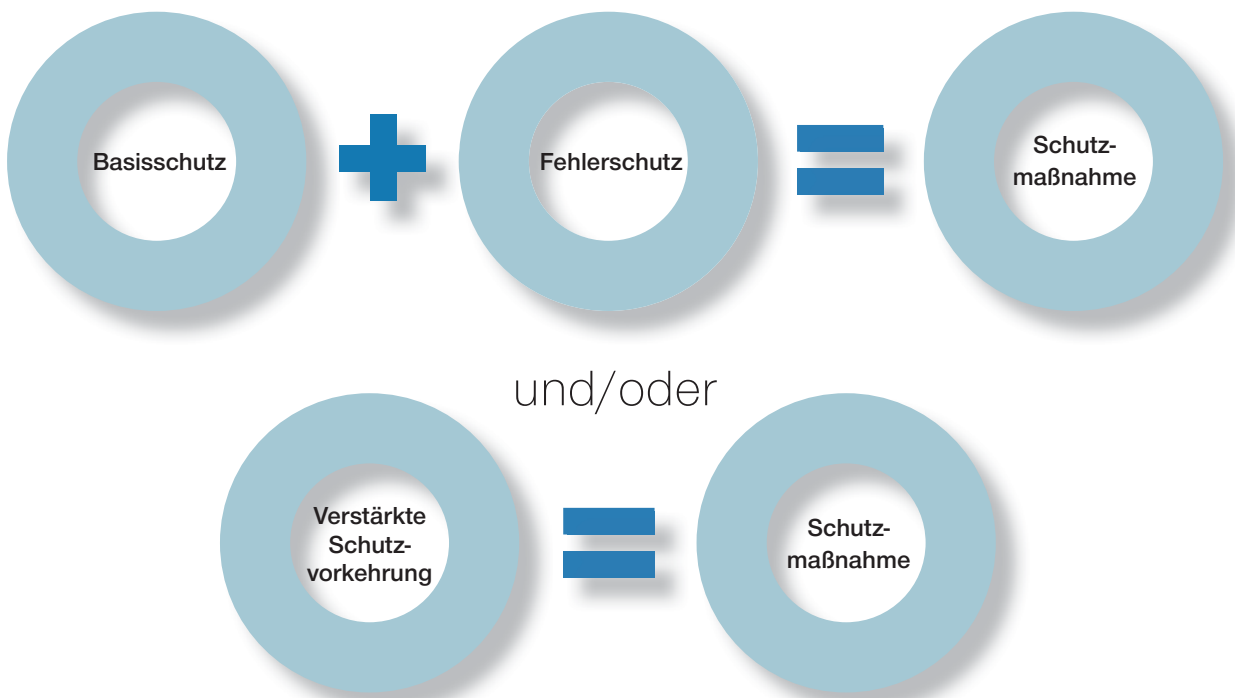 Basisschutz
Fehlerschutz
Schutz-
maßnahme
und/oder
Verstärkte
Schutz-
vorkehrung
Schutz-
maßnahme